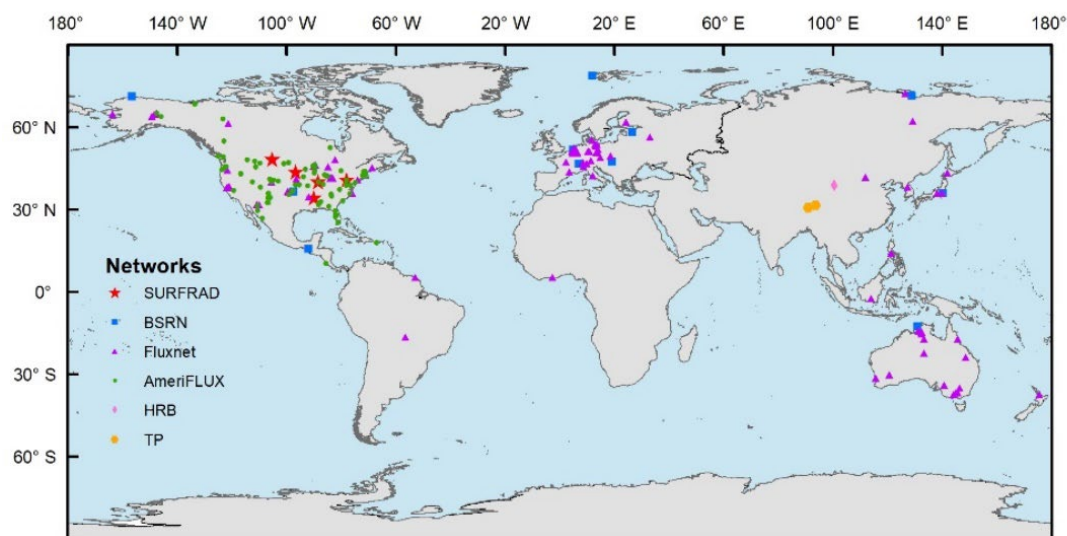 180° 140° W 100° W 60° W 20° W 20° E 60° E 100° E 140° E 180°
60° N
30° N
0°
30° S
60° S
Networks
SURFRAD
BSRN
Fluxnet
AmeriFLUX
HRB
TP